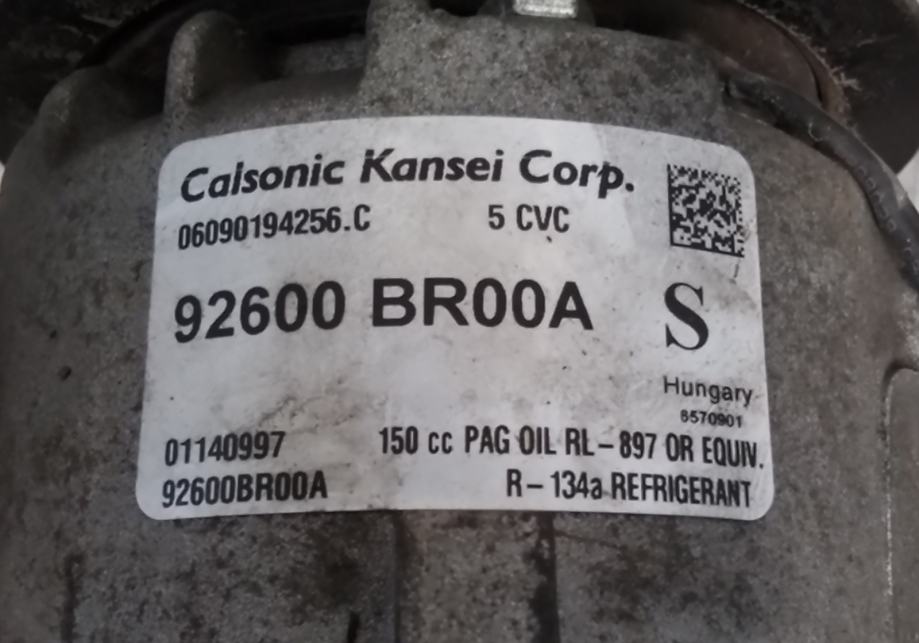 Calsonic Kansei Corp.
06090194256.C 5 CVC
92600 BR00A S
Hungary
6570901
01140997 150 cc PAG OIL RL-897 OR EQUIV.
92600BR00A R-134a REFRIGERANT